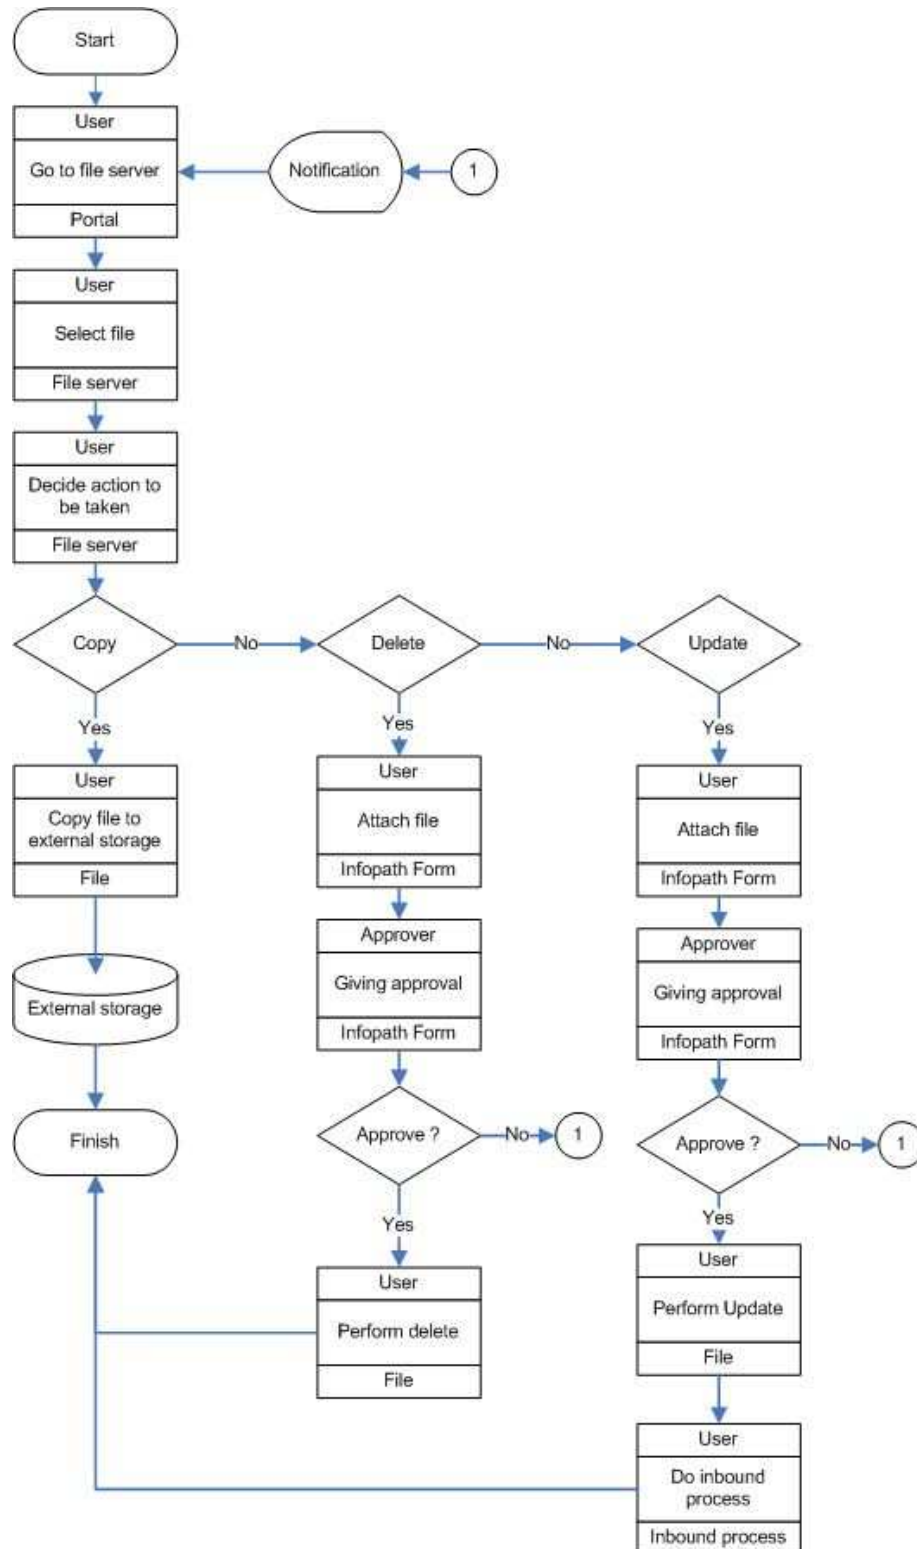 Start
User
Go to file server
Portal
Notification
1
User
Select file
File server
User
Decide action to
be taken
File server
Copy
No
Delete
No
Update
Yes
User
Copy file to
external storage
File
External storage
Finish
Yes
User
Attach file
Infopath Form
Approver
Giving approval
Infopath Form
Approve ?
No
1
Yes
User
Perform delete
File
Yes
User
Attach file
Infopath Form
Approver
Giving approval
Infopath Form
Approve ?
No
1
Yes
User
Perform Update
File
User
Do inbound
process
Inbound process